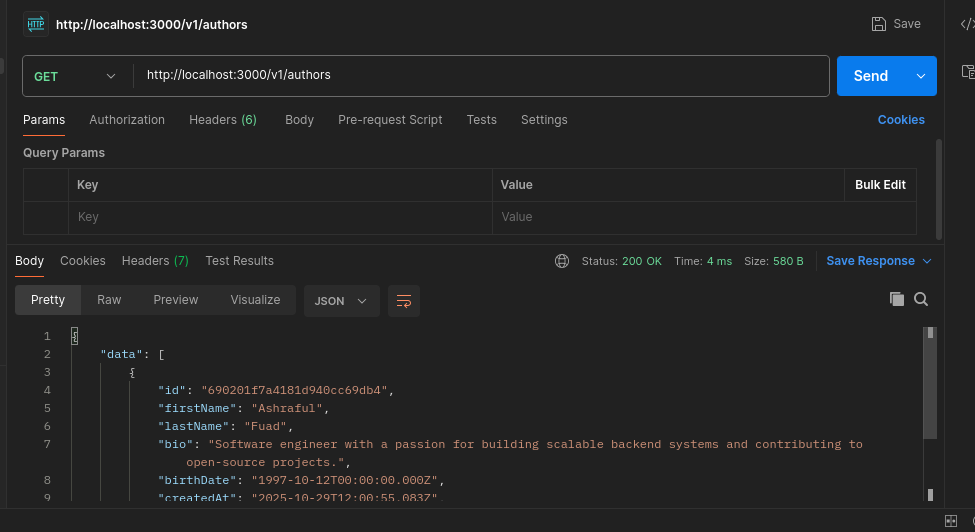 HTTP http://localhost:3000/v1/authors Save
GET http://localhost:3000/v1/authors Send
Params Authorization Headers (6) Body Pre-request Script Tests Settings Cookies
Query Params
Key Value Bulk Edit
Key Value
Body Cookies Headers (7) Test Results Status: 200 OK Time: 4 ms Size: 580 B Save Response
Pretty Raw Preview Visualize JSON
1 {
2 "data": [
3 {
4 "id": "690201f7a4181d940cc69db4",
5 "firstName": "Ashraful",
6 "lastName": "Fuad",
7 "bio": "Software engineer with a passion for building scalable backend systems and contributing to
open-source projects.",
8 "birthDate": "1997-10-12T00:00:00.000Z",
9 "createdAt": "2025-10-29T12:00:55.083Z",